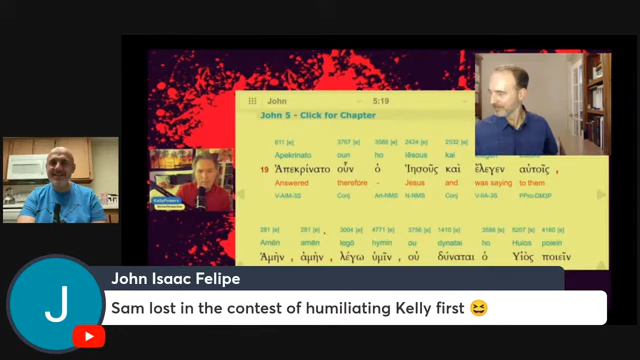 John 5:19
John 5 - Click for Chapter
611 [e] 3767 [e] 3588 [e] 2424 [e] 2532 [e]
Apekrinato oun ho Iēsous kai
19 Ἀπεκρίνατο οὖν ὁ Ἰησοῦς καὶ ἔλεγεν αὐτοῖς ,
Answered therefore - Jesus and was saying to them
V-AIM-3S Conj Art-NMS N-NMS Conj V-IIA-3S PPro-DM3P
281 [e] 281 [e] 3004 [e] 4771 [e] 3756 [e] 1410 [e] 3588 [e] 5207 [e] 4160 [e]
Amēn amēn legō hymin ou dynatai ho Huios poiein
Ἀμὴν , ἀμὴν , λέγω ὑμῖν , οὐ δύναται ὁ Υἱὸς ποιεῖν
KellyPowers
J
John Isaac Felipe
Sam lost in the contest of humiliating Kelly first 😆